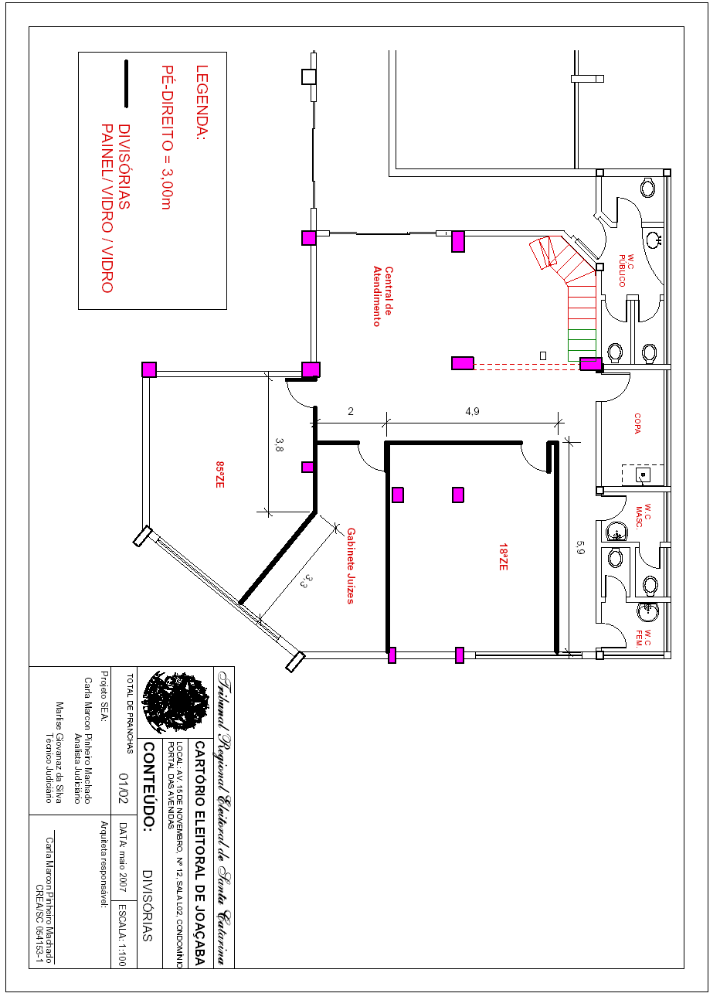 LEGENDA:
PÉ-DIREITO = 3,00m
DIVISÓRIAS
PAINEL/ VIDRO / VIDRO
Central de
Atendimento
W.C
PÚBLICO
COPA
W.C
MASC.
W.C
FEM.
2
4,9
3,8
5,9
3,3
85ªZE
Gabinete Juízes
18ªZE
Tribunal Regional Eleitoral de Santa Catarina
CARTÓRIO ELEITORAL DE JOAÇABA
LOCAL: AV. 15 DE NOVEMBRO, Nº 12, SALA L02, CONDOMÍNIO
PORTAL DAS AVENIDAS
CONTEÚDO: DIVISÓRIAS
TOTAL DE PRANCHAS 01/02
DATA: maio 2007
ESCALA: 1:100
Projeto SEA:
Carla Marcon Pinheiro Machado
Analista Judiciário
Marlise Giovanaz da Silva
Técnico Judiciário
Arquiteta responsável:
Carla Marcon Pinheiro Machado
CREA/SC 054153-1